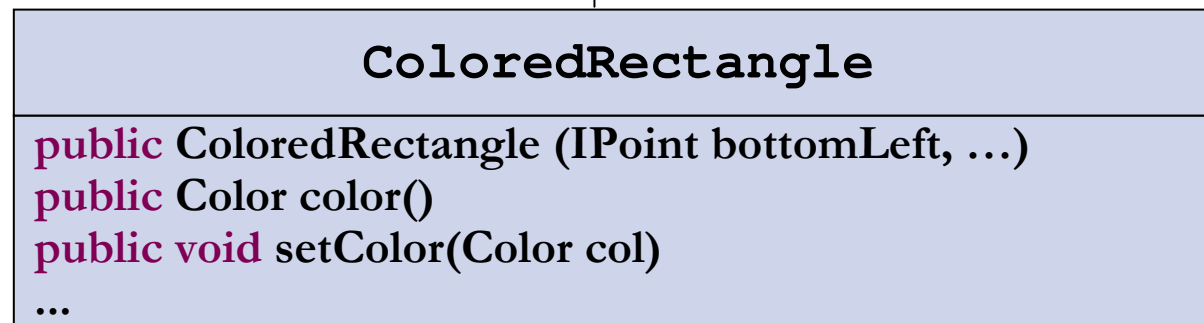 ColoredRectangle
public ColoredRectangle (IPoint bottomLeft, …)
public Color color()
public void setColor(Color col)
...